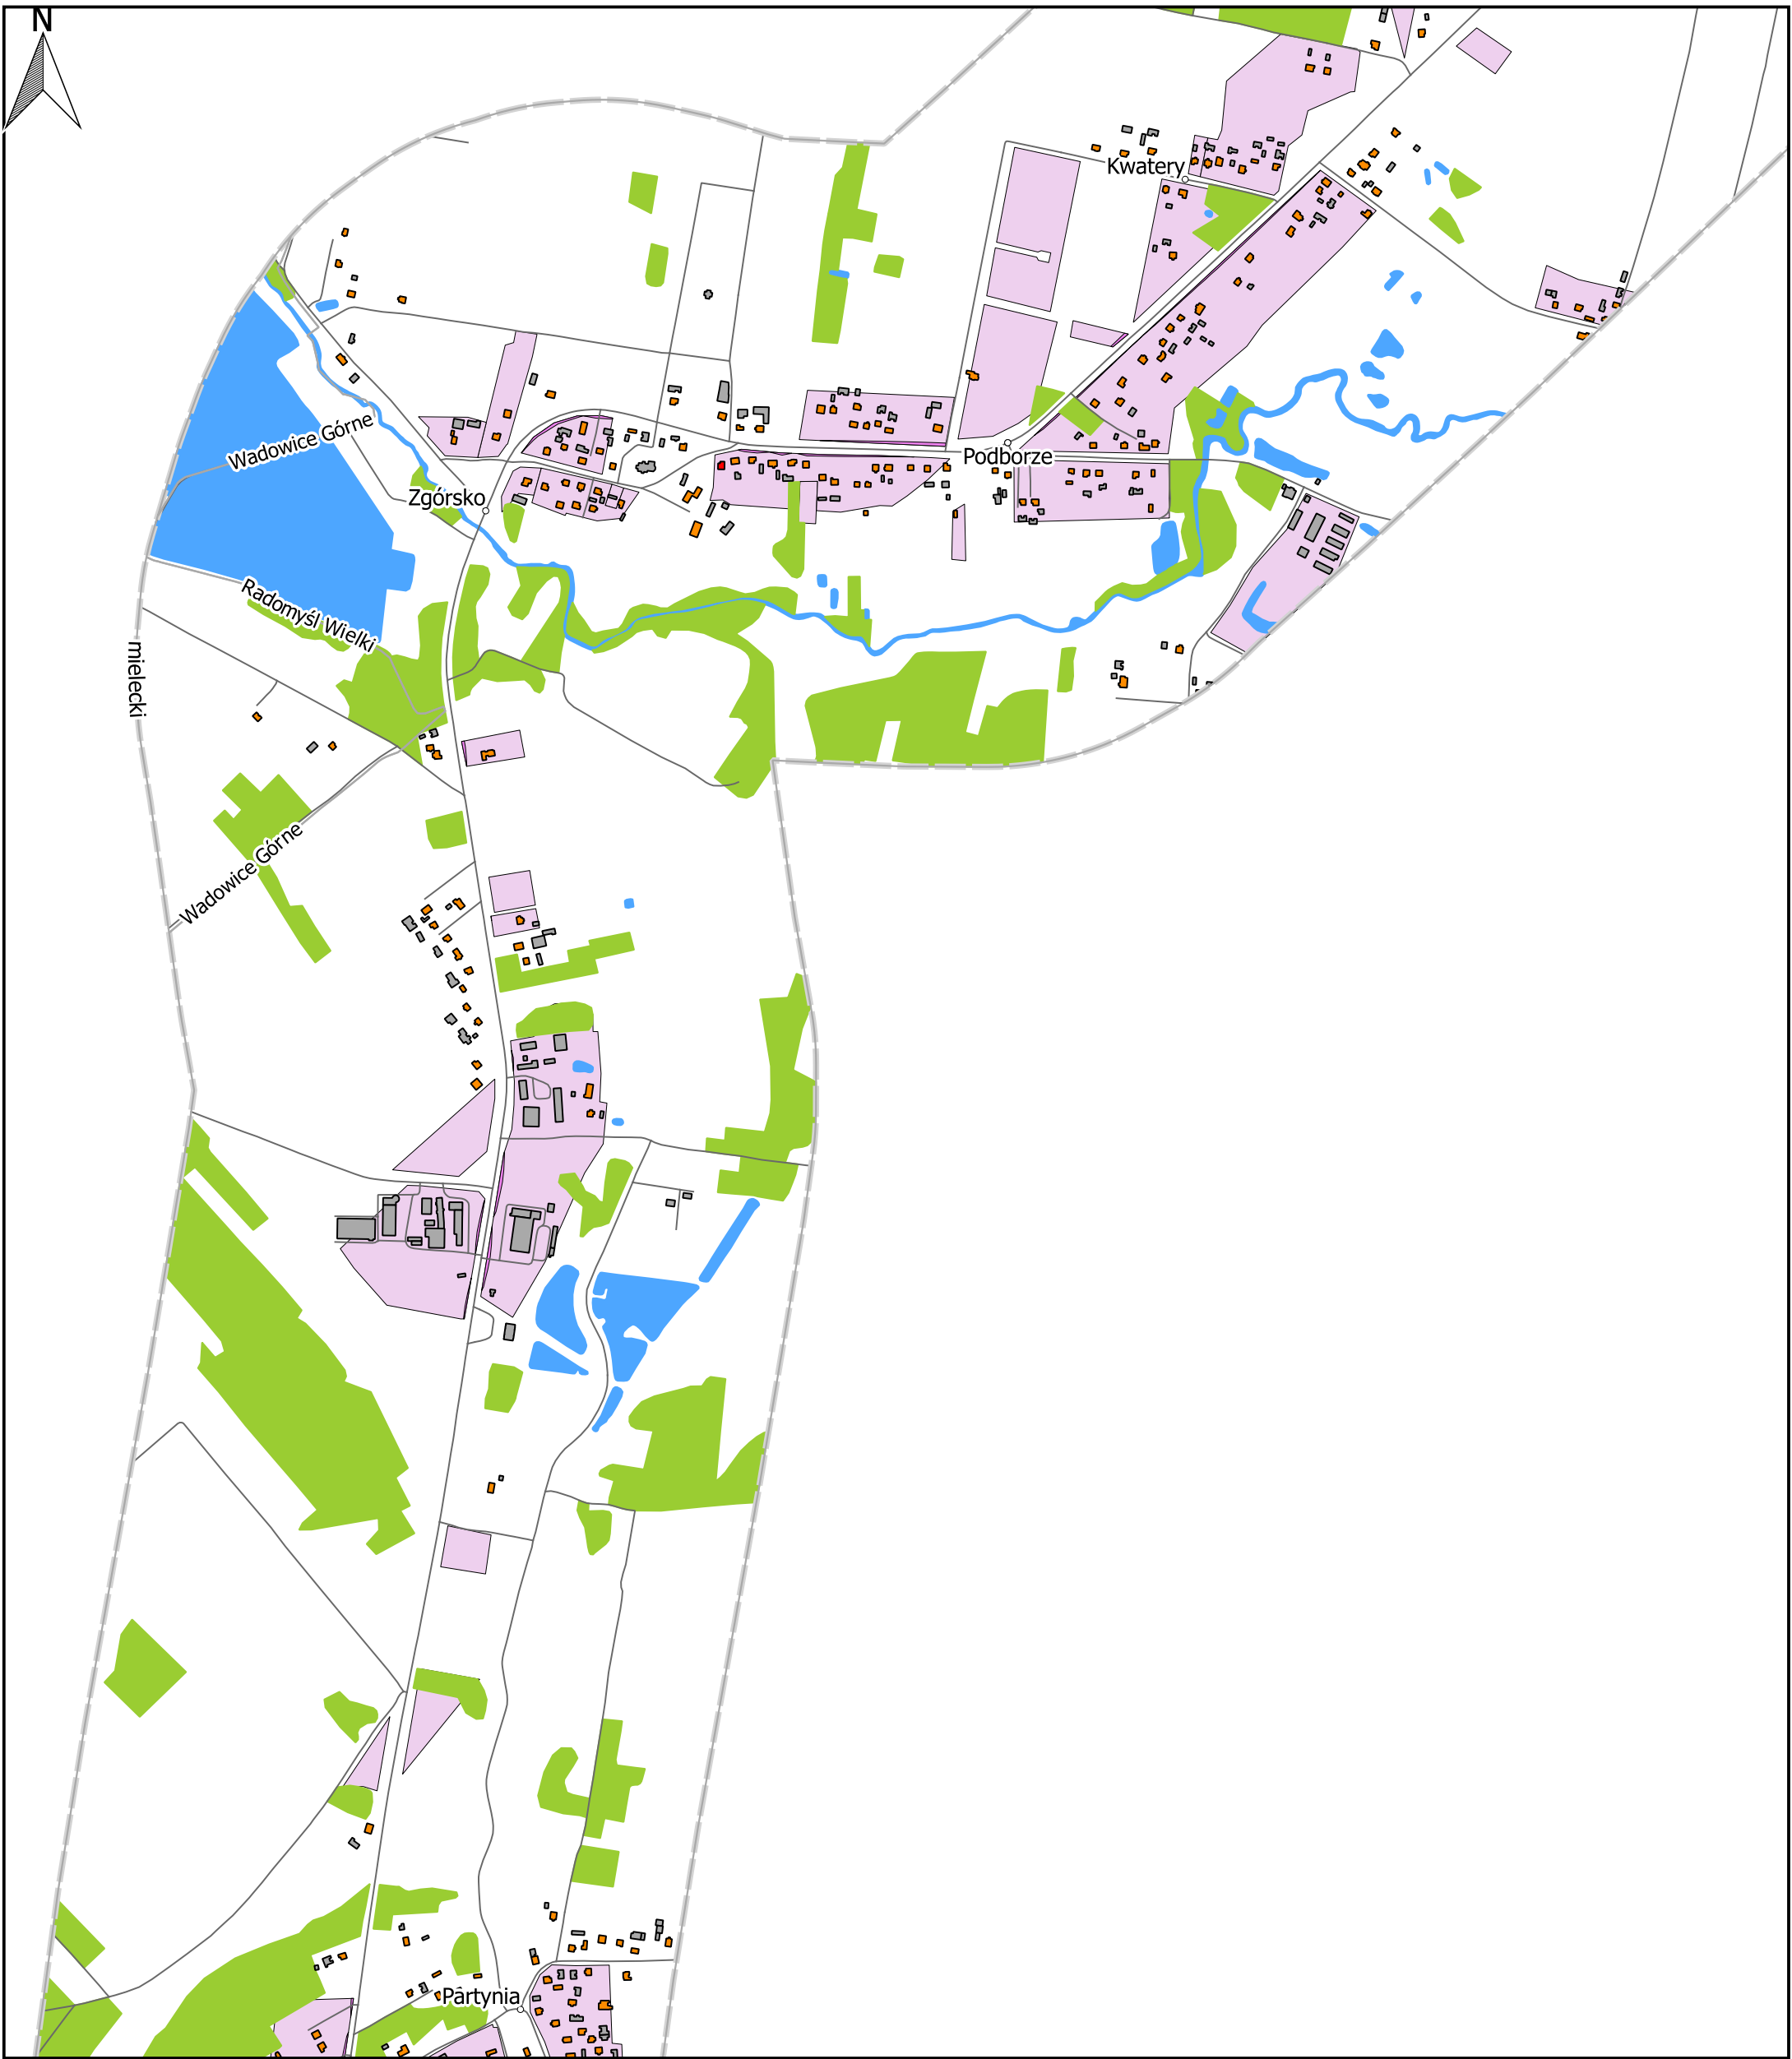 N
Kwatery
Wadowice Górne
Podborze
Zgórsko
Radomyśl Wielki
mielecki
Wadowice Górne
Partynia